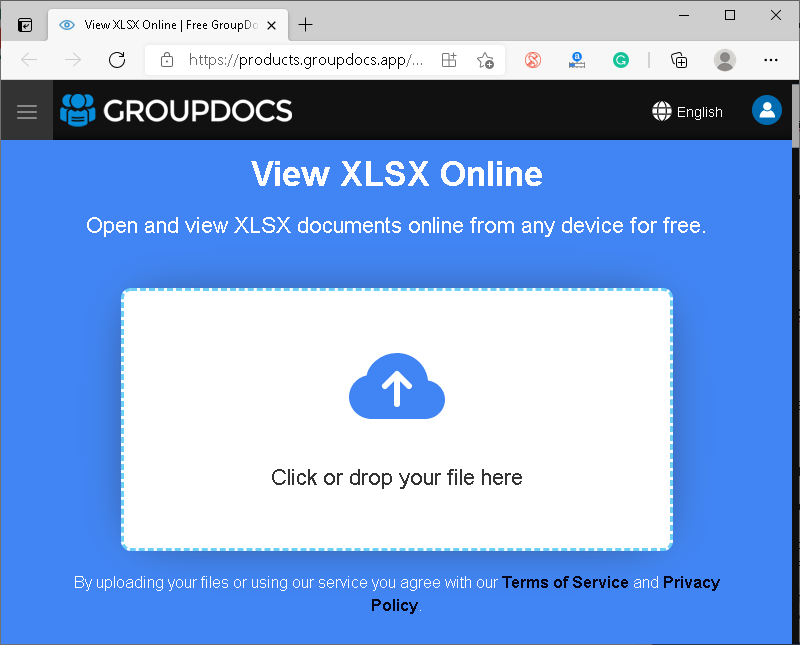 View XLSX Online | Free GroupDo
https://products.groupdocs.app/...
GROUPDOCS
English
View XLSX Online
Open and view XLSX documents online from any device for free.
Click or drop your file here
By uploading your files or using our service you agree with our Terms of Service and Privacy
Policy.